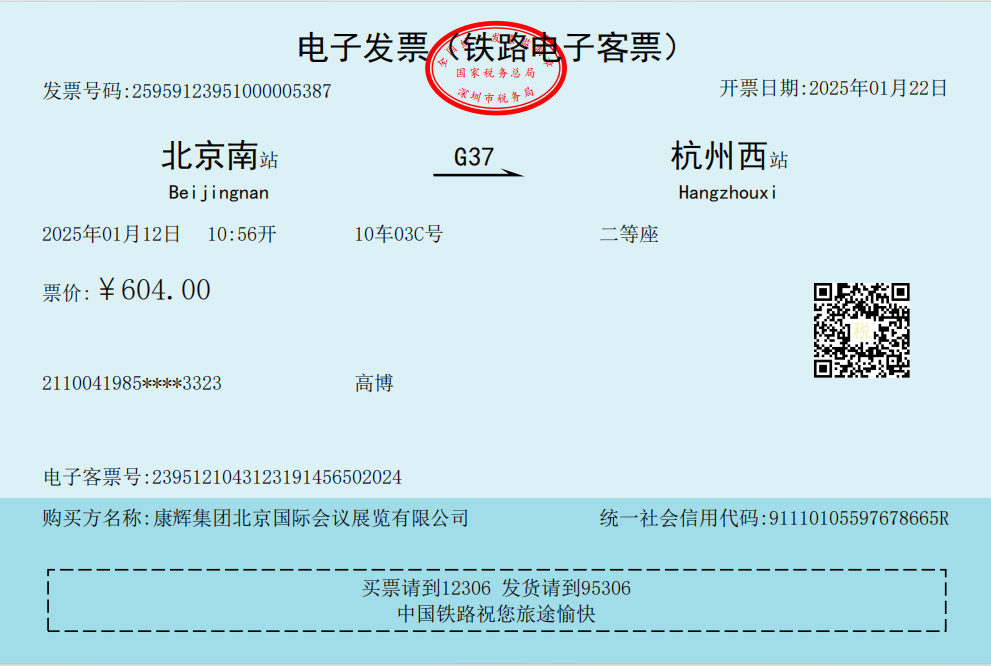 电子发票（铁路电子客票）
国家税务总局
深圳市税务局
发票号码:25959123951000005387
开票日期:2025年01月22日
北京南站 G37 杭州西站
Beijingnan Hangzhouxi
2025年01月12日 10:56开 10车03C号 二等座
票价:￥604.00
2110041985****3323 高博
电子客票号:2395121043123191456502024
购买方名称:康辉集团北京国际会议展览有限公司 统一社会信用代码:91110105597678665R
买票请到12306 发货请到95306
中国铁路祝您旅途愉快